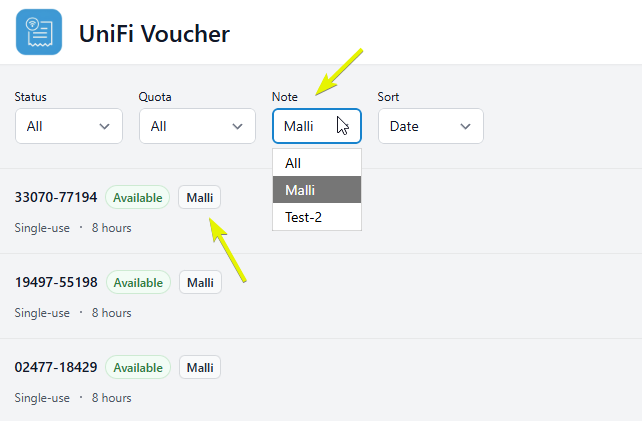 UniFi Voucher
Status Quota Note Sort
All All Malli Date
All
Malli
Test-2
33070-77194 Available Malli
Single-use · 8 hours
19497-55198 Available Malli
Single-use · 8 hours
02477-18429 Available Malli
Single-use · 8 hours